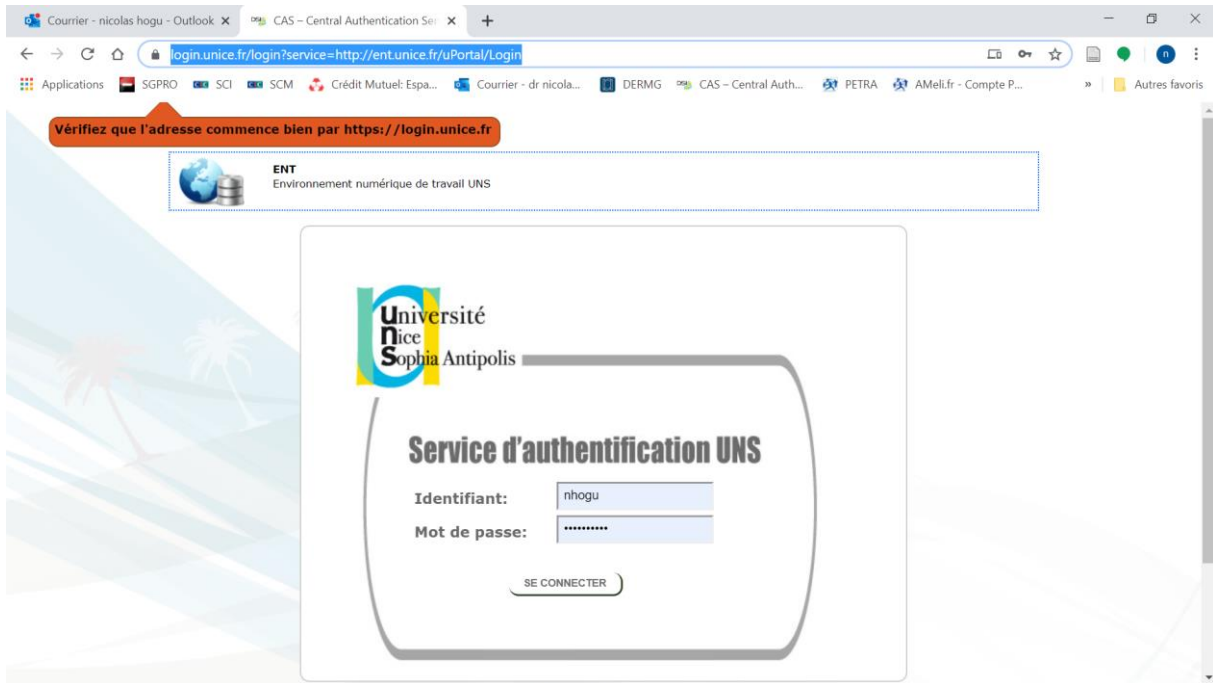 Courrier - nicolas hogu - Outlook
CAS – Central Authentication Ser
login.unice.fr/login?service=http://ent.unice.fr/uPortal/Login
n
Applications SGPRO SCI SCM Crédit Mutuel: Espa... Courrier - dr nicola... DERMG CAS – Central Auth... PETRA AMeli.fr - Compte P... » Autres favoris
Vérifiez que l'adresse commence bien par https://login.unice.fr
ENT
Environnement numérique de travail UNS
Université
Nice
Sophia Antipolis
Service d'authentification UNS
Identifiant: nhogu
Mot de passe: ••••••••••
SE CONNECTER